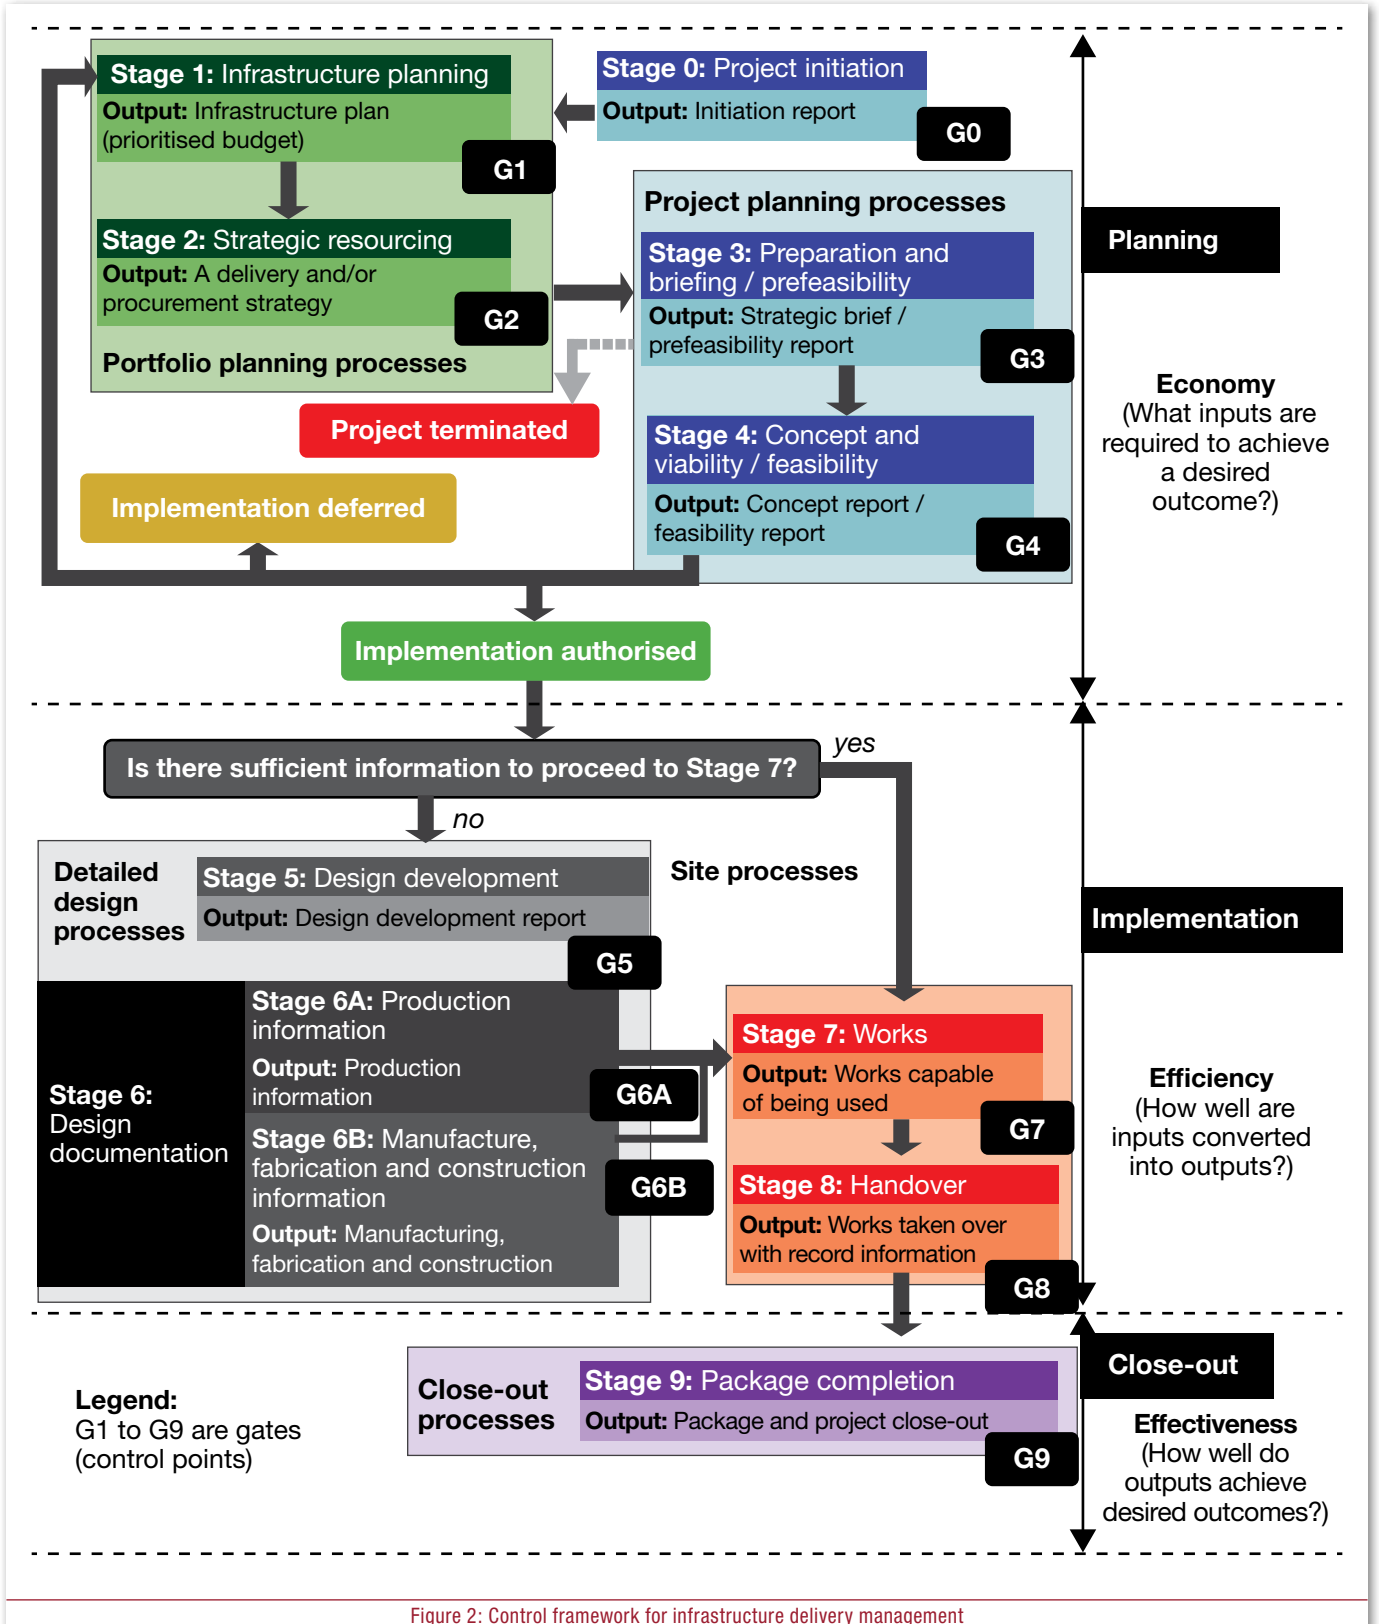 Stage 1: Infrastructure planning
Output: Infrastructure plan
(prioritised budget)
G1
Stage 0: Project initiation
Output: Initiation report
G0
Stage 2: Strategic resourcing
Output: A delivery and/or
procurement strategy
G2
Portfolio planning processes
Project planning processes
Stage 3: Preparation and
briefing / prefeasibility
Output: Strategic brief /
prefeasibility report
G3
Stage 4: Concept and
viability / feasibility
Output: Concept report /
feasibility report
G4
Planning
Economy
(What inputs are
required to achieve
a desired
outcome?)
Project terminated
Implementation deferred
Implementation authorised
Is there sufficient information to proceed to Stage 7?
yes
no
Detailed
design
processes
Stage 5: Design development
Output: Design development report
G5
Site processes
Stage 6:
Design
documentation
Stage 6A: Production
information
Output: Production
information
G6A
Stage 6B: Manufacture,
fabrication and construction
information
Output: Manufacturing,
fabrication and construction
G6B
Stage 7: Works
Output: Works capable
of being used
G7
Stage 8: Handover
Output: Works taken over
with record information
G8
Implementation
Efficiency
(How well are
inputs converted
into outputs?)
Close-out
processes
Stage 9: Package completion
Output: Package and project close-out
G9
Close-out
Effectiveness
(How well do
outputs achieve
desired outcomes?)
Legend:
G1 to G9 are gates
(control points)
Figure 2: Control framework for infrastructure delivery management